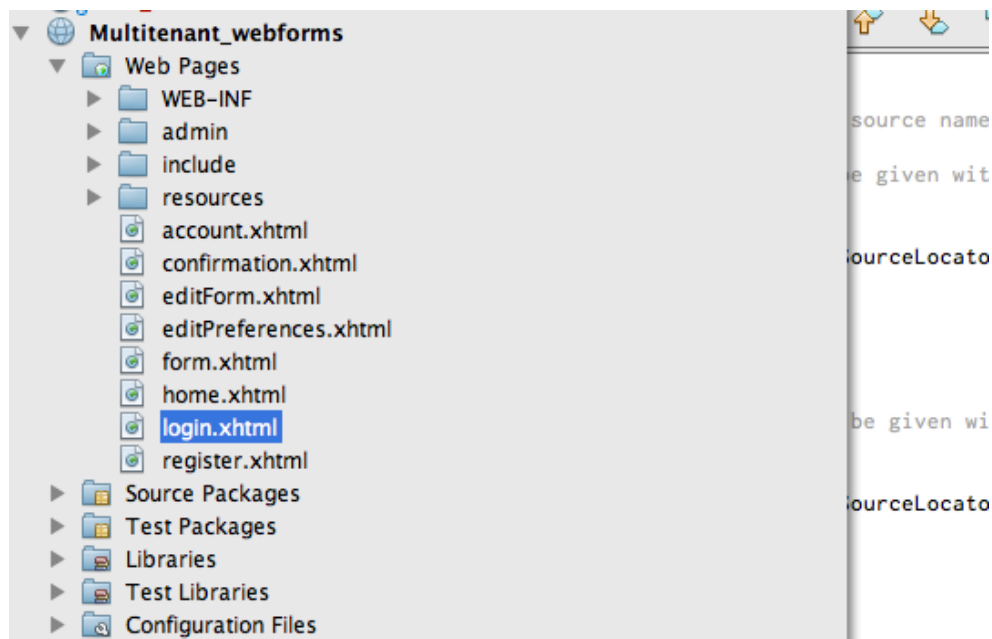 Multitenant_webforms
Web Pages
WEB-INF
admin
include
resources
account.xhtml
confirmation.xhtml
editForm.xhtml
editPreferences.xhtml
form.xhtml
home.xhtml
login.xhtml
register.xhtml
Source Packages
Test Packages
Libraries
Test Libraries
Configuration Files
source name
be given wit
SourceLocato
be given wi
SourceLocato